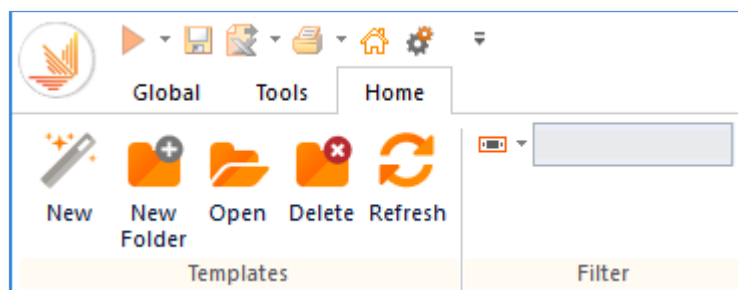 Global Tools Home
New New Folder Open Delete Refresh
Templates Filter